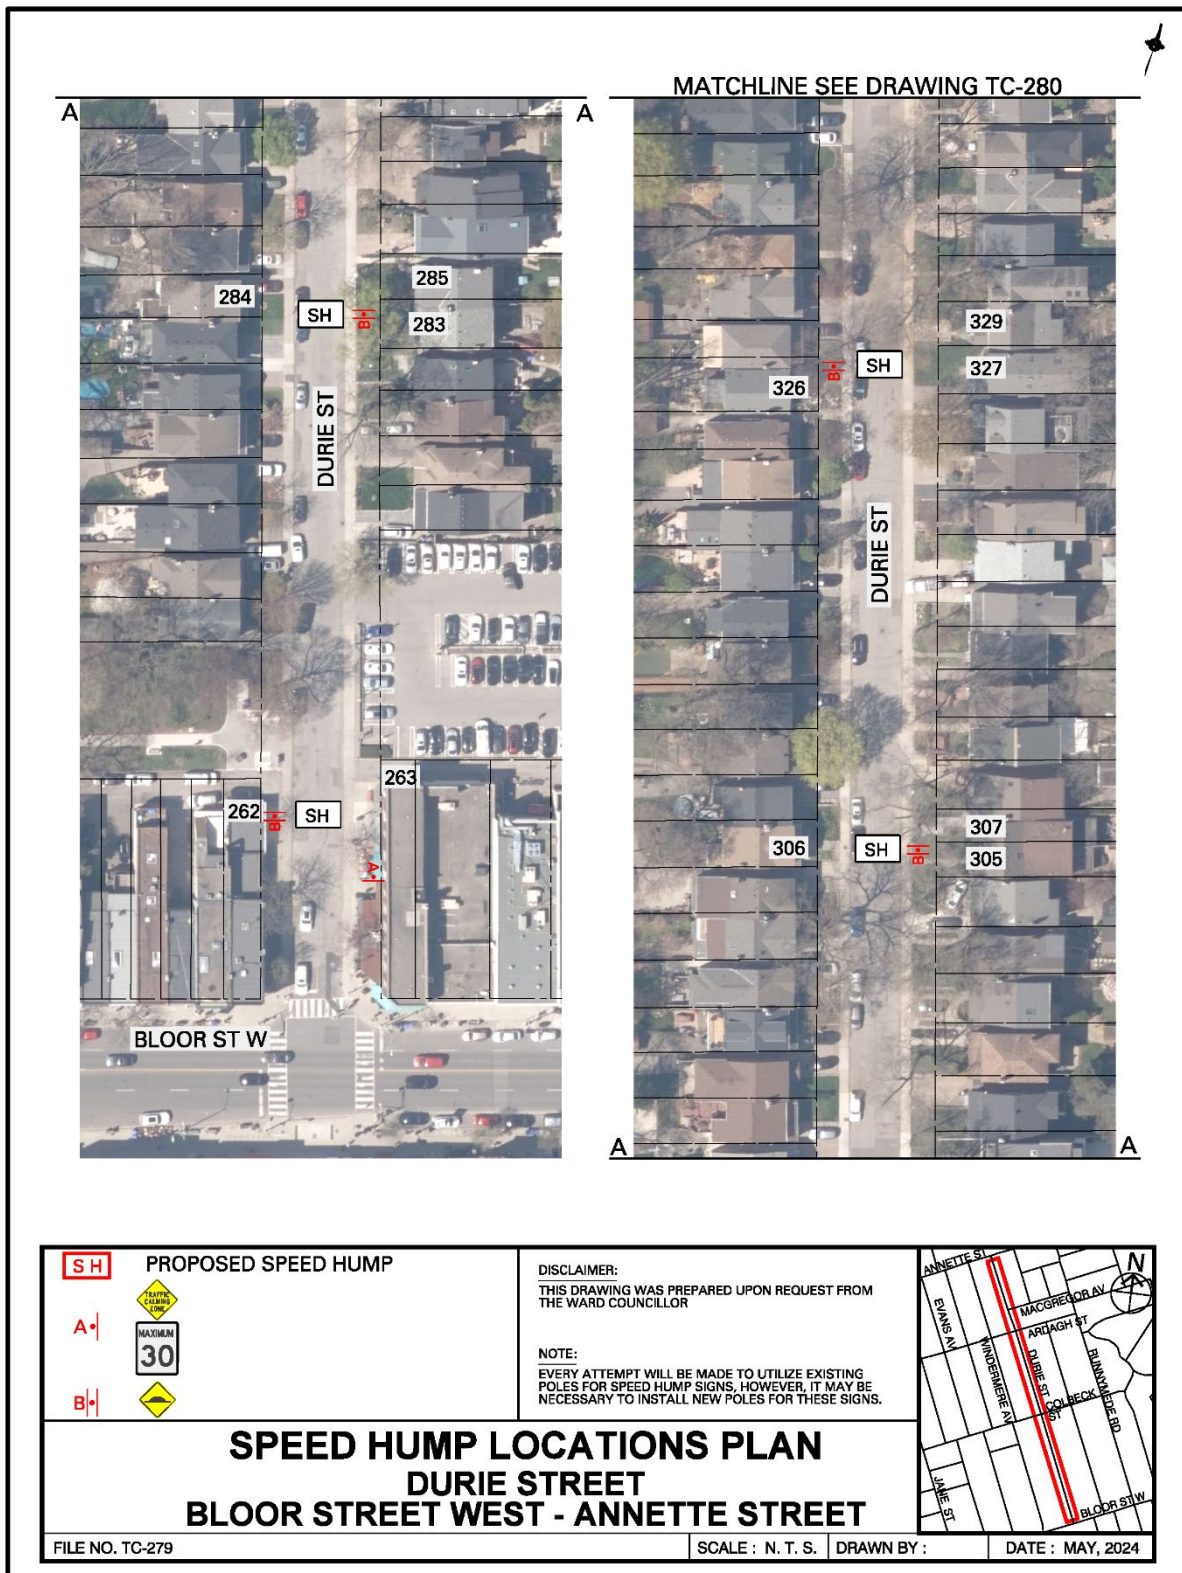 MATCHLINE SEE DRAWING TC-280
A
A
284
285
SH
B
283
DURIE ST
263
262
B
SH
A
BLOOR ST W
329
B
SH
327
326
DURIE ST
307
306
SH
B
305
A
A
SH
PROPOSED SPEED HUMP
TRAFFIC
CALMING
ZONE
A
MAXIMUM
30
B
DISCLAIMER:
THIS DRAWING WAS PREPARED UPON REQUEST FROM
THE WARD COUNCILLOR
NOTE:
EVERY ATTEMPT WILL BE MADE TO UTILIZE EXISTING
POLES FOR SPEED HUMP SIGNS, HOWEVER, IT MAY BE
NECESSARY TO INSTALL NEW POLES FOR THESE SIGNS.
ANNETTE ST
N
MACGREGOR AV
EVANS AV
ARDAGH ST
WINDERMERE AV
DURIE ST
RUNNYMEDE RD
COLBECK
ST
JANE ST
BLOOR ST W
SPEED HUMP LOCATIONS PLAN
DURIE STREET
BLOOR STREET WEST - ANNETTE STREET
FILE NO. TC-279
SCALE : N. T. S.
DRAWN BY :
DATE : MAY, 2024